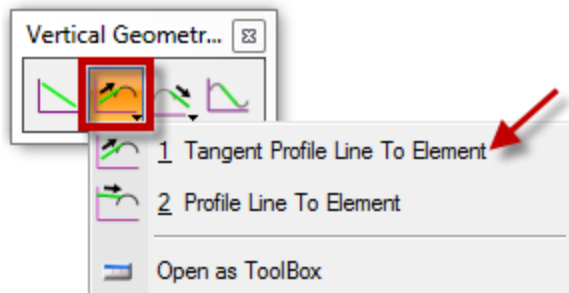 Vertical Geometr...
1 Tangent Profile Line To Element
2 Profile Line To Element
Open as ToolBox